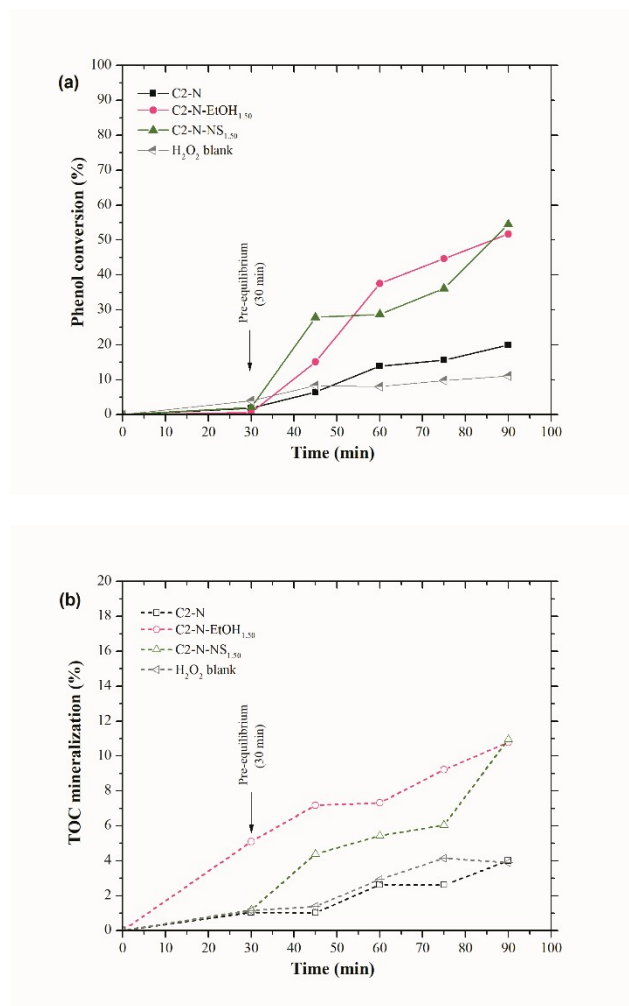 (a)
C2-N
C2-N-EtOH1.50
C2-N-NS1.50
H2O2 blank
Pre-equilibrium
(30 min)
Phenol conversion (%)
100
90
80
70
60
50
40
30
20
10
0
0 10 20 30 40 50 60 70 80 90 100
Time (min)
(b)
C2-N
C2-N-EtOH1.50
C2-N-NS1.50
H2O2 blank
Pre-equilibrium
(30 min)
TOC mineralization (%)
20
18
16
14
12
10
8
6
4
2
0
0 10 20 30 40 50 60 70 80 90 100
Time (min)